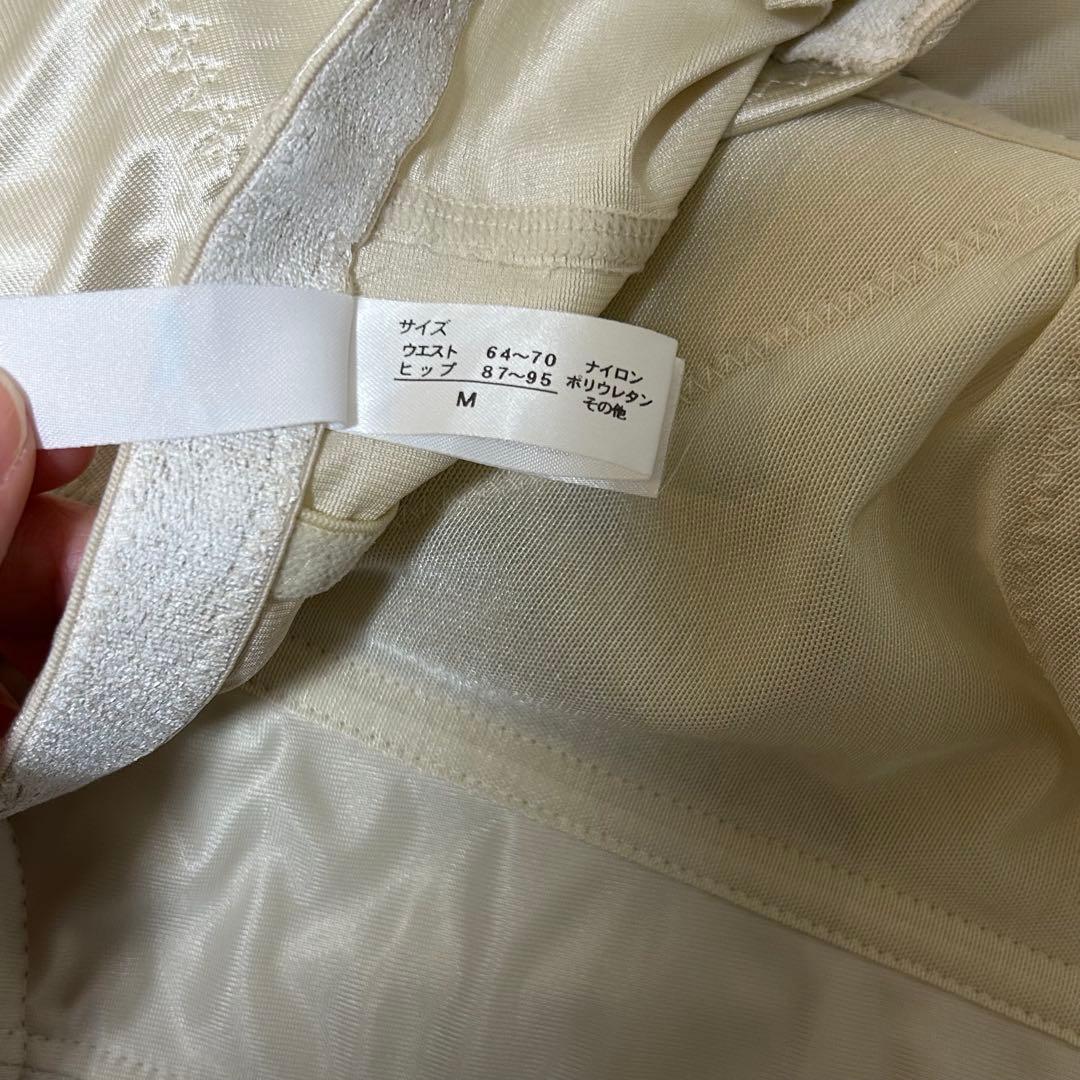 サイズ
ウエスト 64〜70
ヒップ 87〜95
M
ナイロン
ポリウレタン
その他